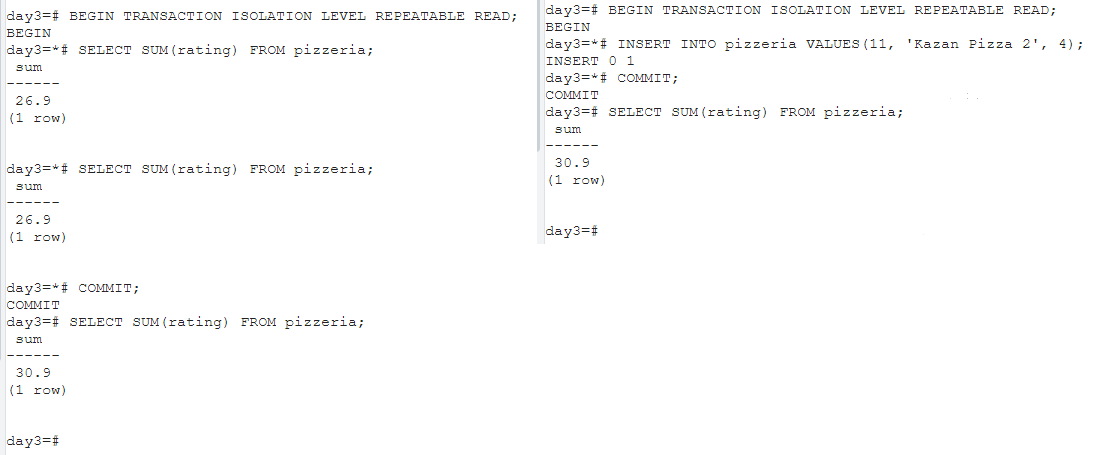 day3=# BEGIN TRANSACTION ISOLATION LEVEL REPEATABLE READ;
BEGIN
day3=*# SELECT SUM(rating) FROM pizzeria;
 sum
------
 26.9
(1 row)
day3=*# SELECT SUM(rating) FROM pizzeria;
 sum
------
 26.9
(1 row)
day3=*# COMMIT;
COMMIT
day3=# SELECT SUM(rating) FROM pizzeria;
 sum
------
 30.9
(1 row)
day3=#
day3=# BEGIN TRANSACTION ISOLATION LEVEL REPEATABLE READ;
BEGIN
day3=*# INSERT INTO pizzeria VALUES(11, 'Kazan Pizza 2', 4);
INSERT 0 1
day3=*# COMMIT;
COMMIT
day3=# SELECT SUM(rating) FROM pizzeria;
 sum
------
 30.9
(1 row)
day3=#